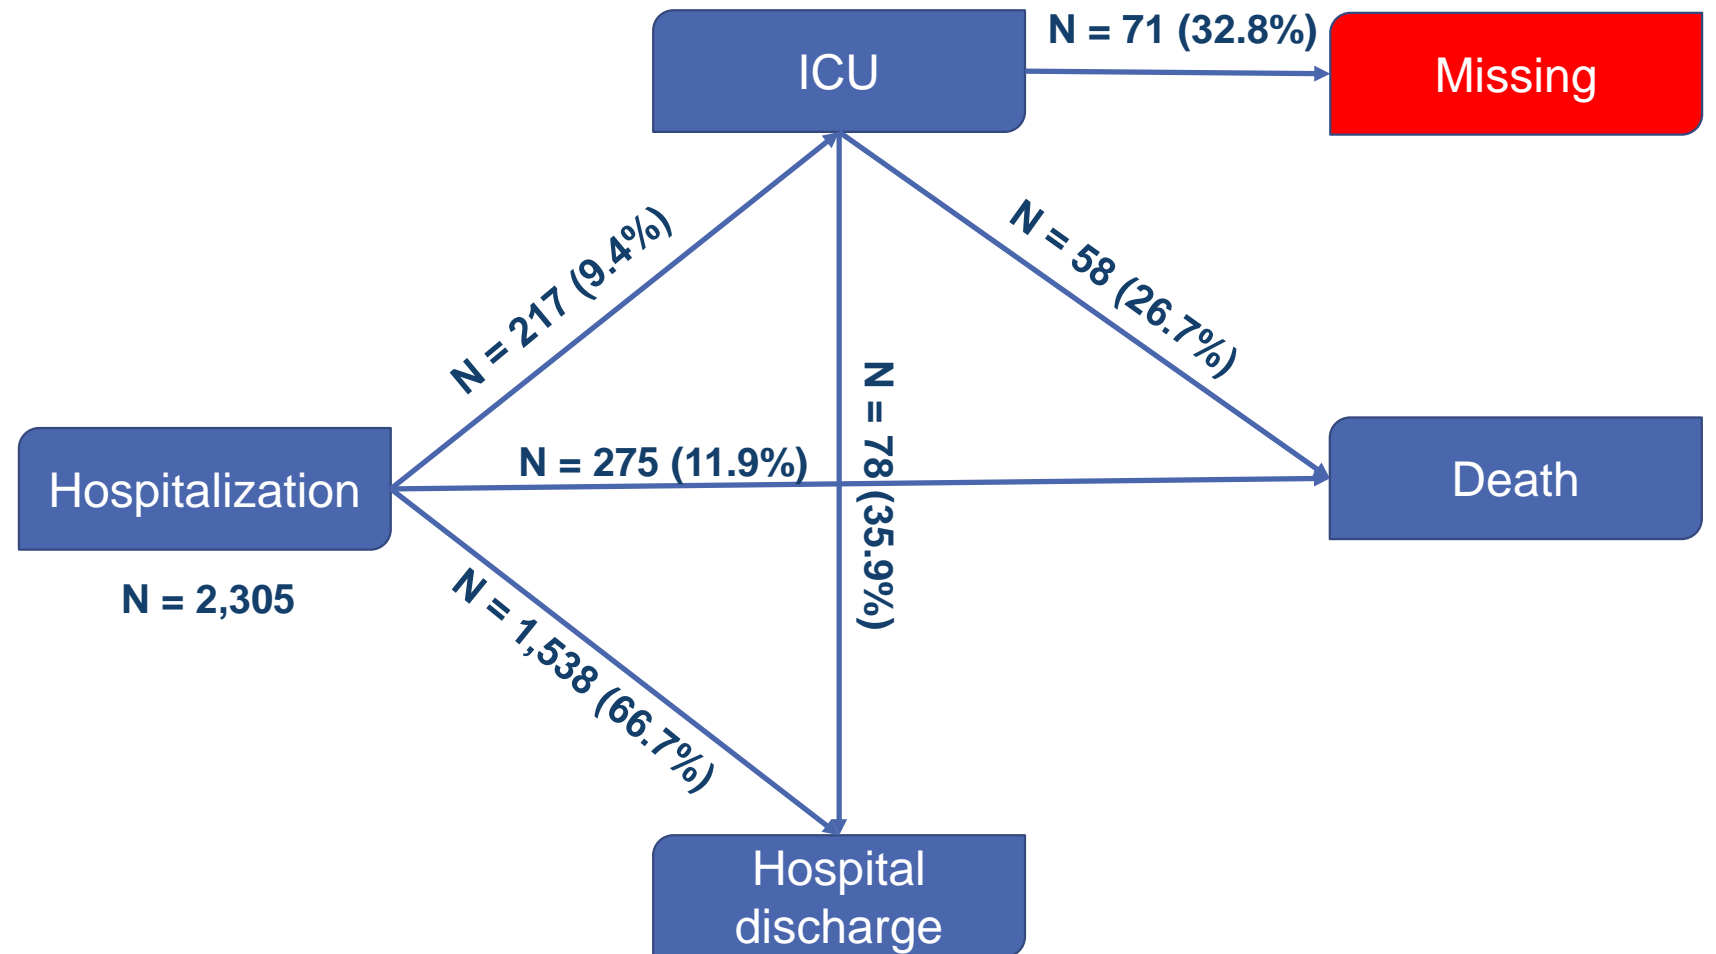 ICU
N = 71 (32.8%)
Missing
N = 217 (9.4%)
N = 58 (26.7%)
N = 78 (35.9%)
Hospitalization
N = 275 (11.9%)
Death
N = 2,305
N = 1,538 (66.7%)
Hospital
discharge